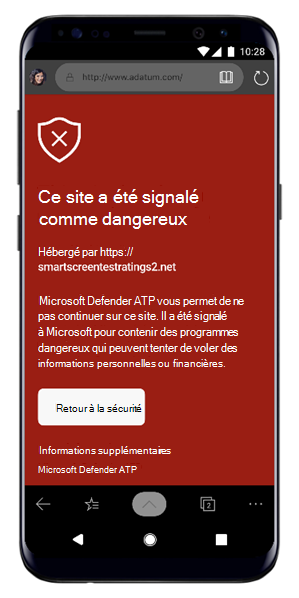 10:28
http://www.adatum.com/
Ce site a été signalé
comme dangereux
Hébergé par https://
smartscreentestratings2.net
Microsoft Defender ATP vous permet de ne
pas continuer sur ce site. Il a été signalé
à Microsoft pour contenir des programmes
dangereux qui peuvent tenter de voler des
informations personnelles ou financières.
Retour à la sécurité
Informations supplémentaires
Microsoft Defender ATP
2